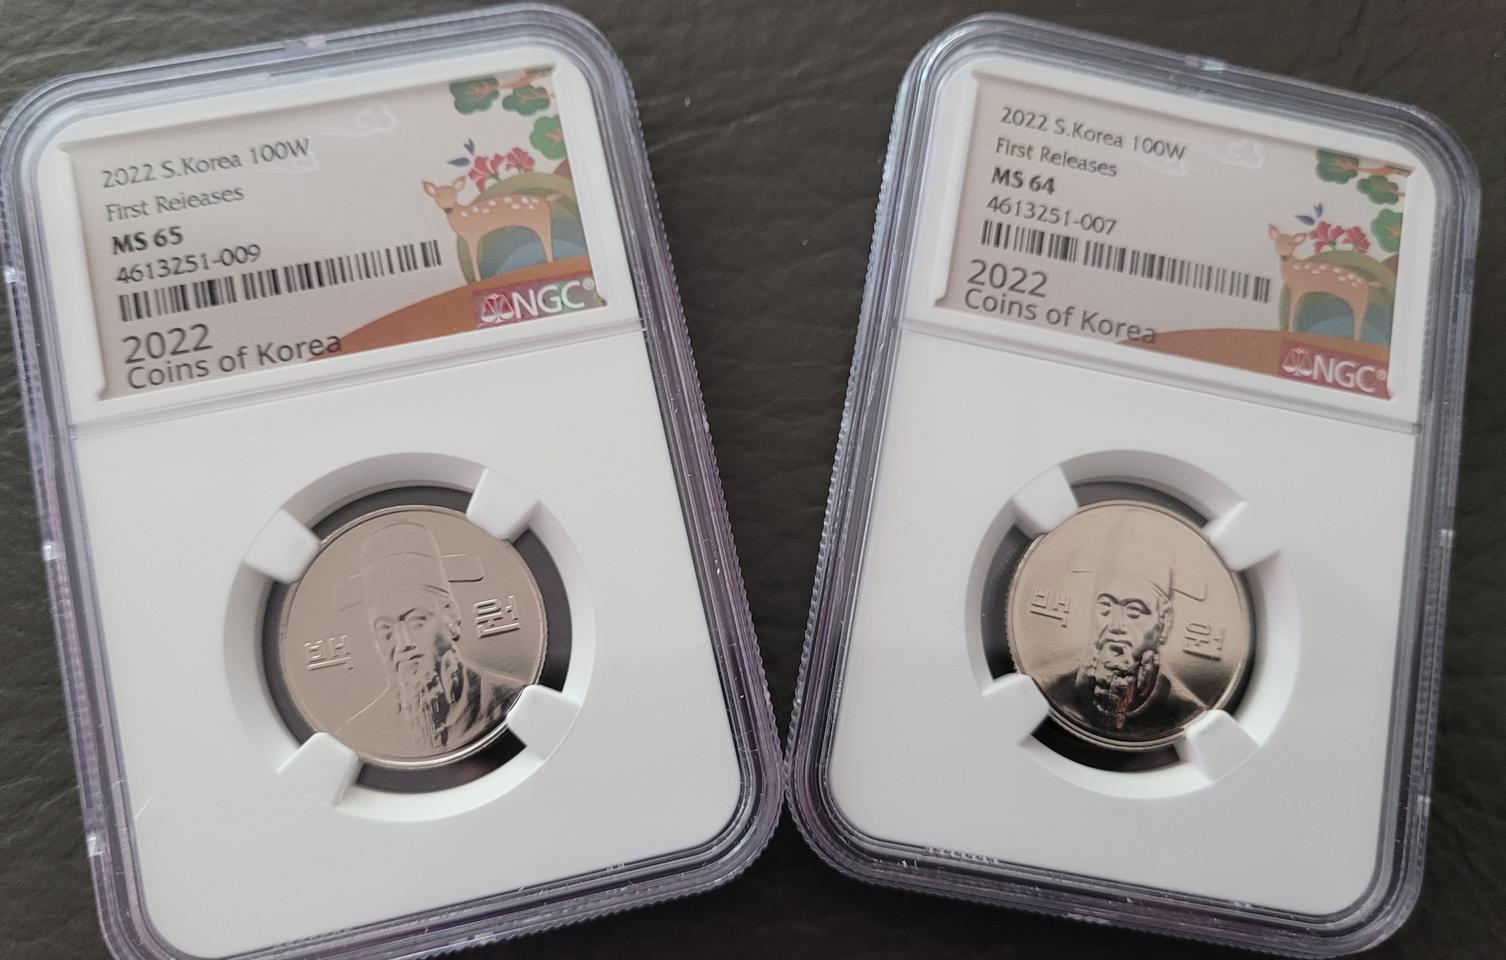 2022 S.Korea 100W
First Releases
MS 65
4613251-009
2022
Coins of Korea
NGC®
백 원
2022 S.Korea 100W
First Releases
MS 64
4613251-007
2022
Coins of Korea
NGC®
백 원